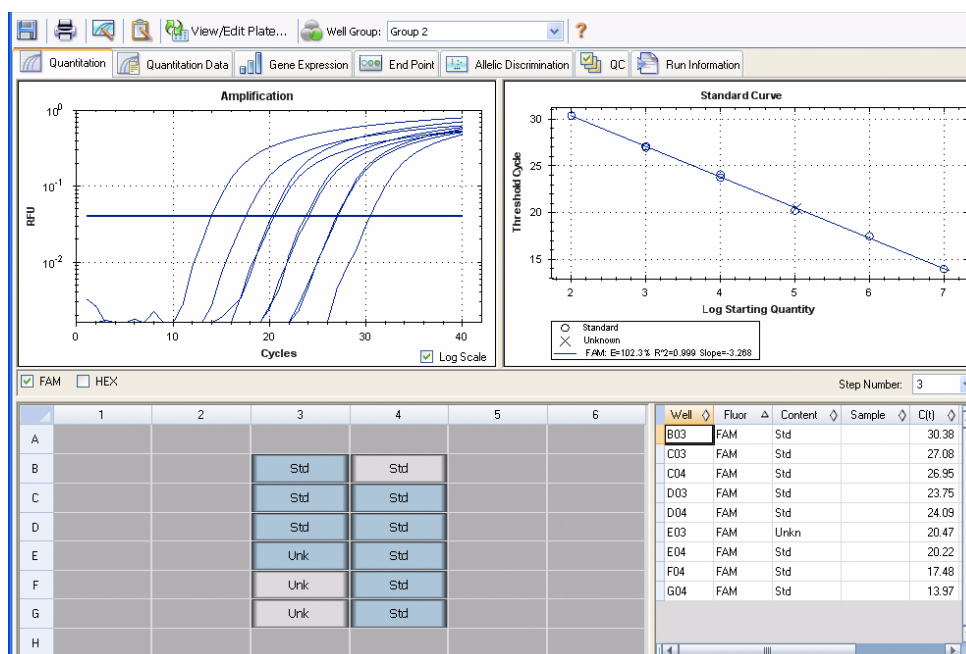 View/Edit Plate... Well Group: Group 2 ?
Quantitation Quantitation Data Gene Expression End Point Allelic Discrimination QC Run Information
Amplification
10^0
10^-1
10^-2
RFU
0 10 20 30 40
Cycles
Log Scale
Standard Curve
30
25
20
15
Threshold Cycle
2 3 4 5 6 7
Log Starting Quantity
Standard
Unknown
FAM: E=102.3% R^2=0.999 Slope=-3.268
FAM HEX Step Number: 3
1 2 3 4 5 6
A
B Std Std
C Std Std
D Std Std
E Unk Std
F Unk Std
G Unk Std
H
Well Fluor Content Sample C(t)
B03 FAM Std 30.38
C03 FAM Std 27.08
C04 FAM Std 26.95
D03 FAM Std 23.75
D04 FAM Std 24.09
E03 FAM Unkn 20.47
E04 FAM Std 20.22
F04 FAM Std 17.48
G04 FAM Std 13.97